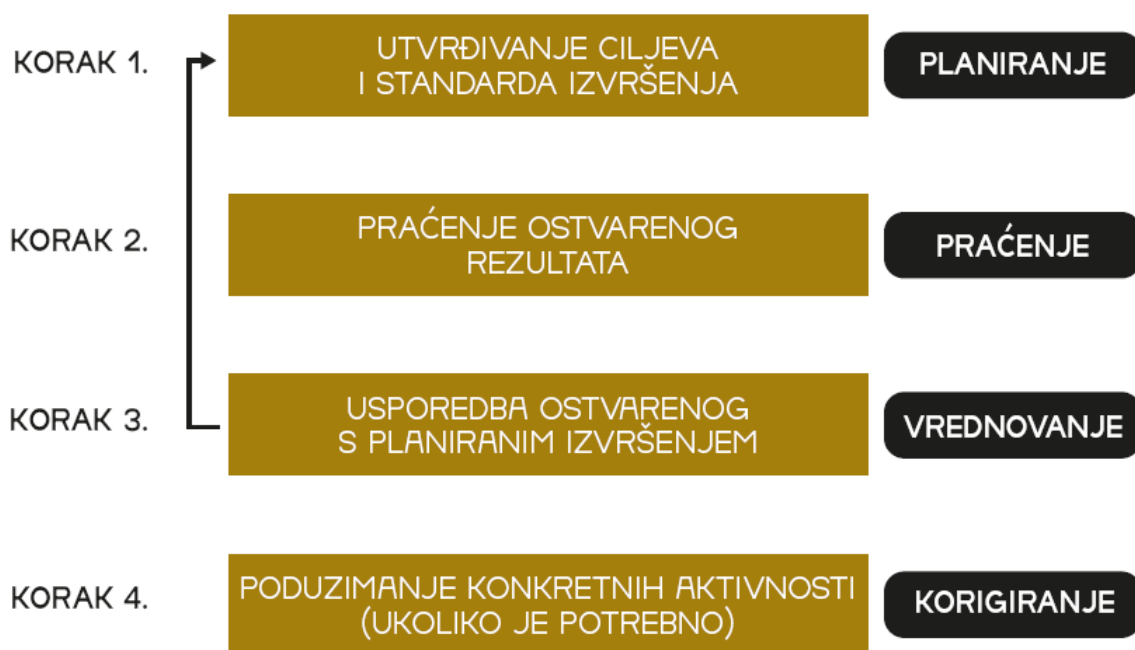 KORAK 1.
UTVRĐIVANJE CILJEVA
I STANDARDA IZVRŠENJA
PLANIRANJE
KORAK 2.
PRAĆENJE OSTVARENOG
REZULTATA
PRAĆENJE
KORAK 3.
USPOREDBA OSTVARENOG
S PLANIRANIM IZVRŠENJEM
VREDNOVANJE
KORAK 4.
PODUZIMANJE KONKRETNIH AKTIVNOSTI
(UKOLIKO JE POTREBNO)
KORIGIRANJE